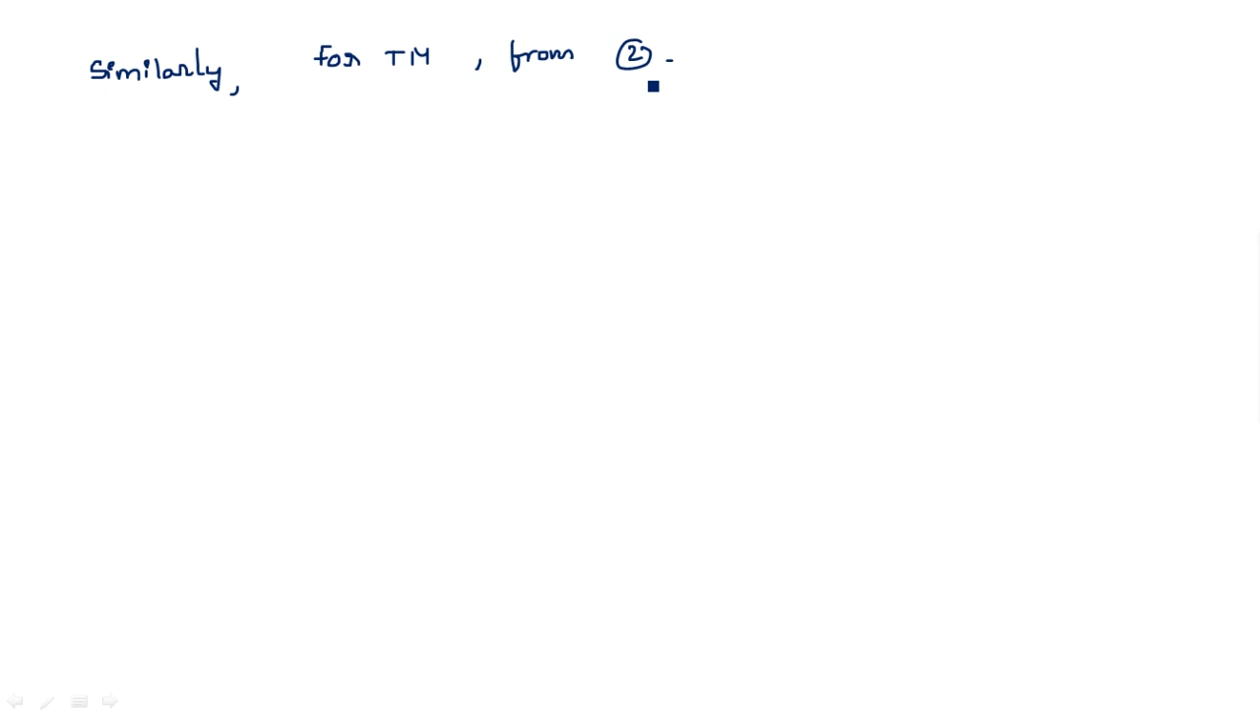 Similarly, for TM , from ② -